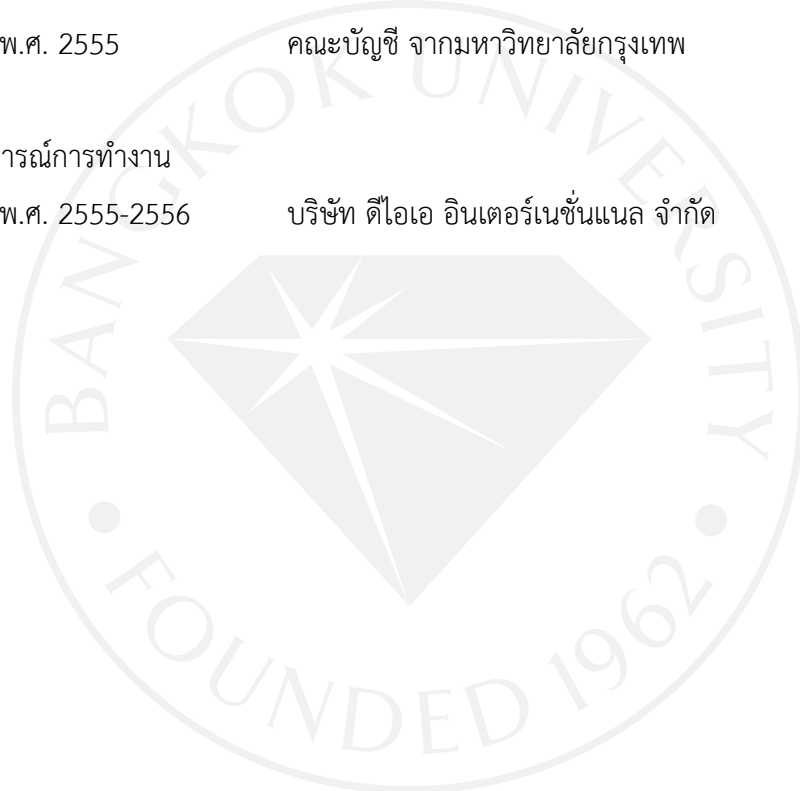 พ.ศ. 2555 คณะบัญชี จากมหาวิทยาลัยกรุงเทพ
ารณ์การทำงาน
พ.ศ. 2555-2556 บริษัท ดีไอเอ อินเตอร์เนชั่นแนล จำกัด
BANGKOK UNIVERSITY
FOUNDED 1962